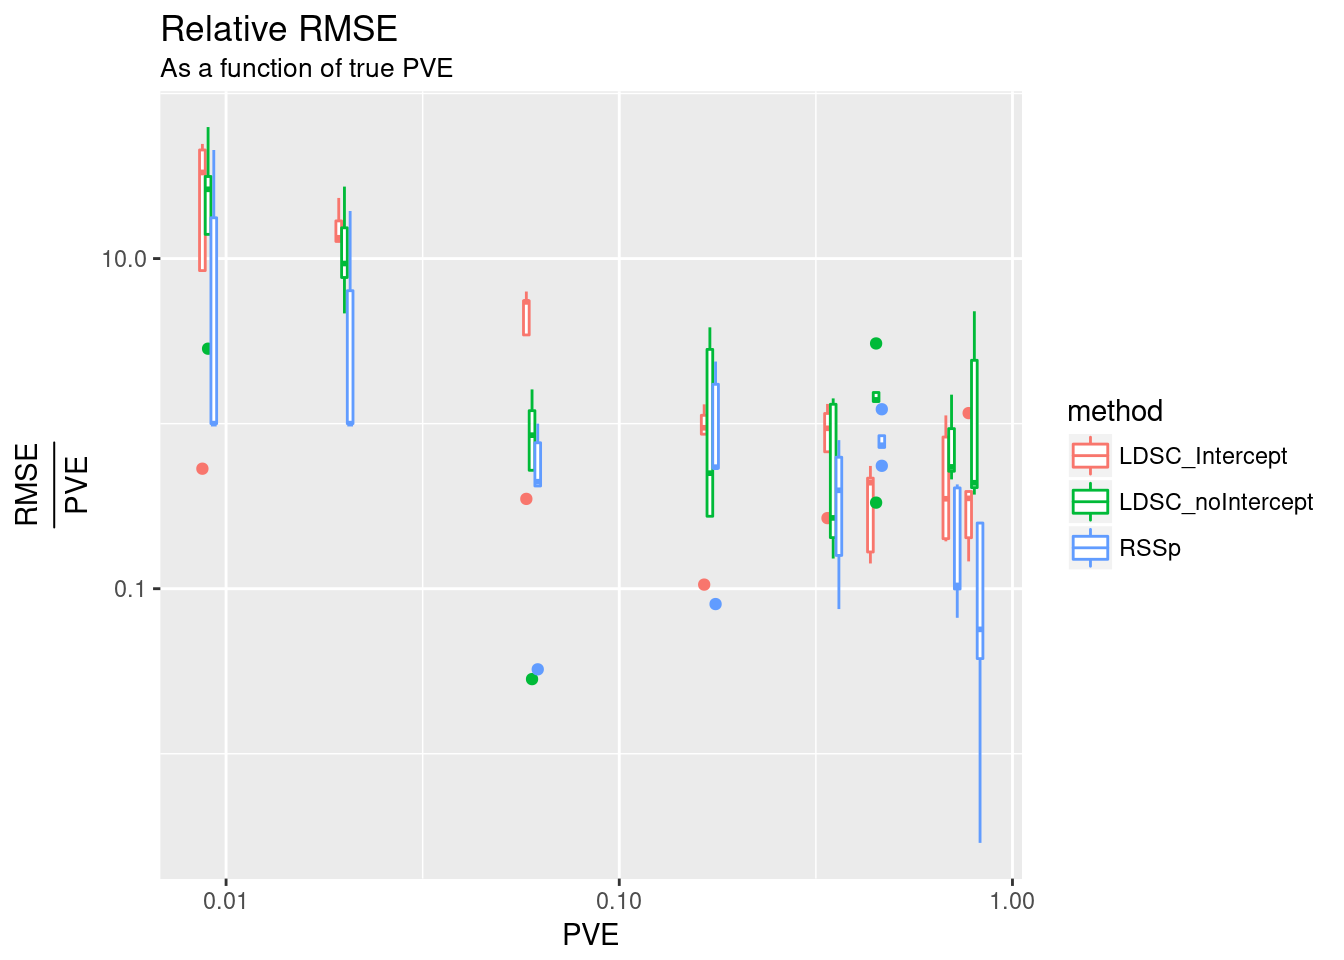 Relative RMSE
As a function of true PVE
RMSE
PVE
10.0
0.1
0.01
0.10
1.00
PVE
method
LDSC_Intercept
LDSC_noIntercept
RSSp